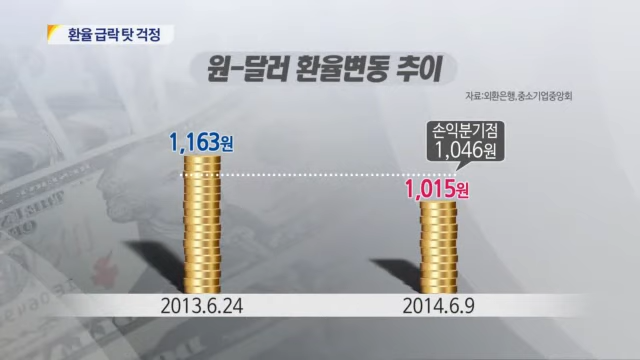 환율 급락 탓 걱정
원-달러 환율변동 추이
자료:외환은행,중소기업중앙회
손익분기점
1,046원
1,163원
1,015원
2013.6.24
2014.6.9